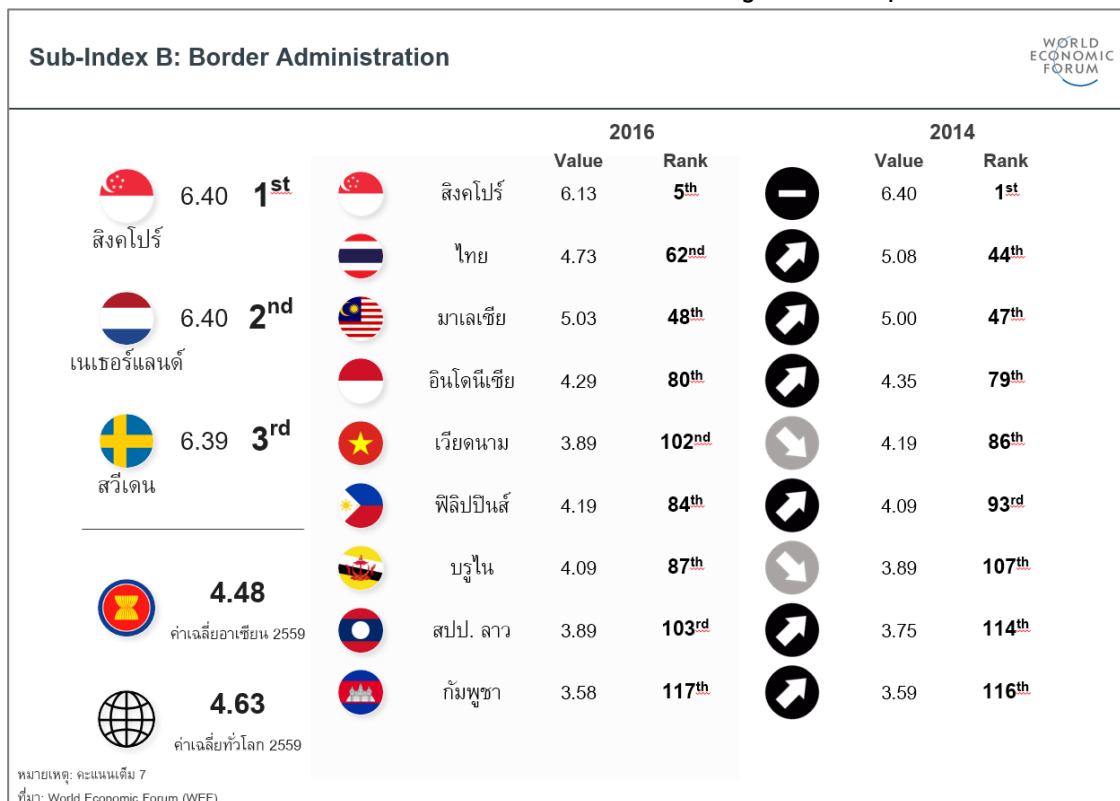 Sub-Index B: Border Administration
WORLD
ECONOMIC
FORUM
2016 2014
Value Rank Value Rank
6.40 1st
สิงคโปร์
6.40 2nd
เนเธอร์แลนด์
6.39 3rd
สวีเดน
4.48
ค่าเฉลี่ยอาเซียน 2559
4.63
ค่าเฉลี่ยทั่วโลก 2559
สิงคโปร์ 6.13 5th 6.40 1st
ไทย 4.73 62nd 5.08 44th
มาเลเซีย 5.03 48th 5.00 47th
อินโดนีเซีย 4.29 80th 4.35 79th
เวียดนาม 3.89 102nd 4.19 86th
ฟิลิปปินส์ 4.19 84th 4.09 93rd
บรูไน 4.09 87th 3.89 107th
สปป. ลาว 3.89 103rd 3.75 114th
กัมพูชา 3.58 117th 3.59 116th
หมายเหตุ: คะแนนเต็ม 7
ที่มา: World Economic Forum (WEF)